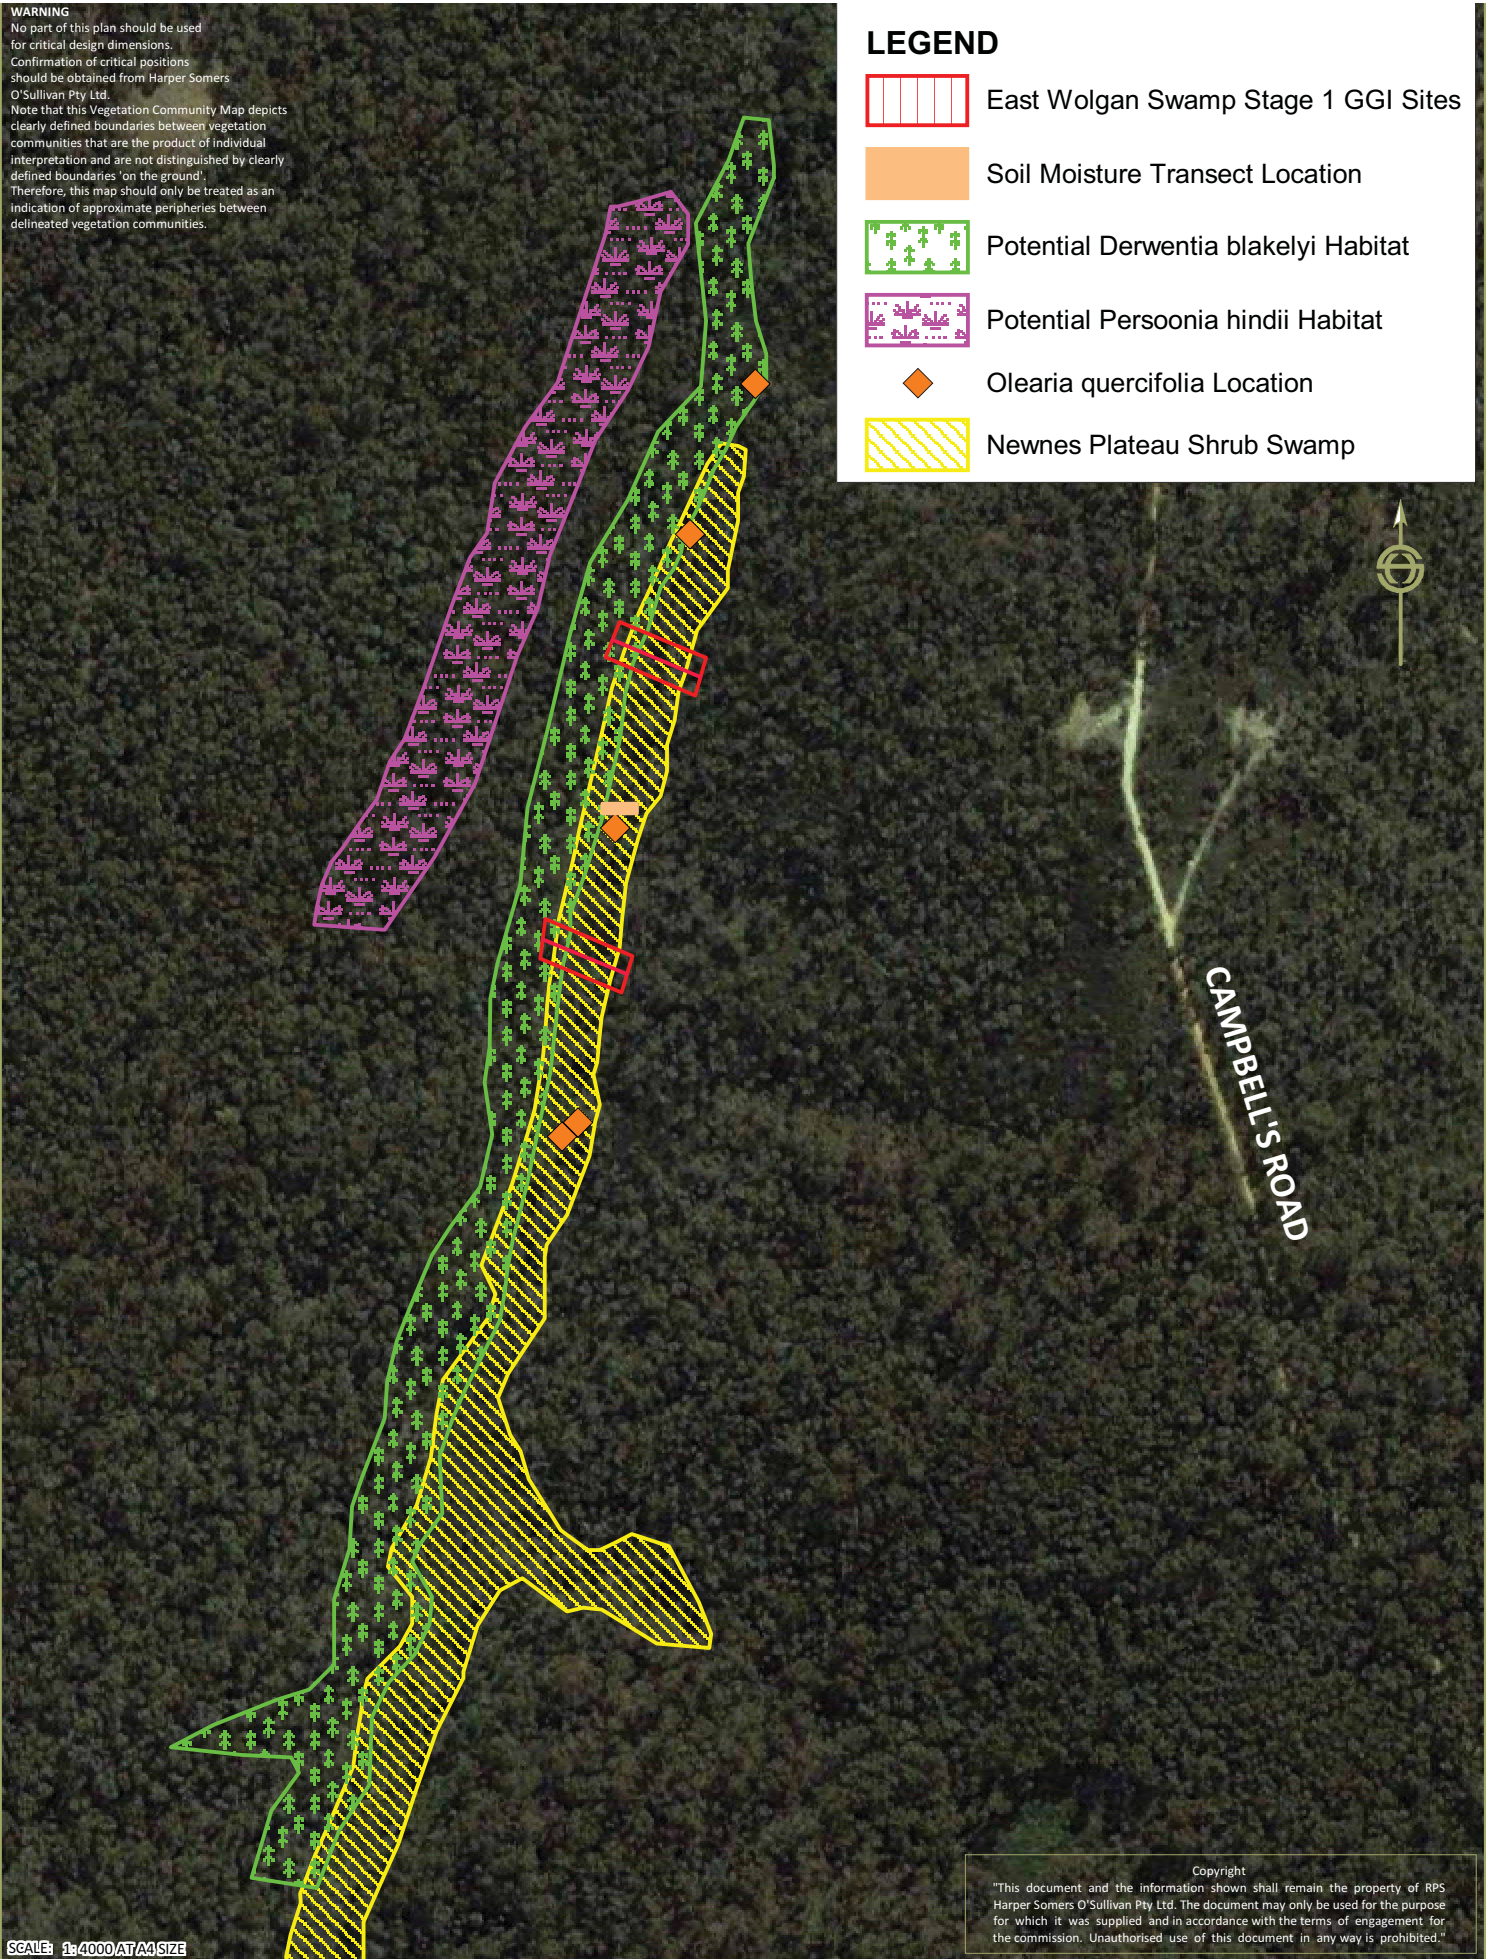 WARNING
No part of this plan should be used
for critical design dimensions.
Confirmation of critical positions
should be obtained from Harper Somers
O'Sullivan Pty Ltd.
Note that this Vegetation Community Map depicts
clearly defined boundaries between vegetation
communities that are the product of individual
interpretation and are not distinguished by clearly
defined boundaries 'on the ground'.
Therefore, this map should only be treated as an
indication of approximate peripheries between
delineated vegetation communities.
LEGEND
East Wolgan Swamp Stage 1 GGI Sites
Soil Moisture Transect Location
Potential Derwentia blakelyi Habitat
Potential Persoonia hindii Habitat
Olearia quercifolia Location
Newnes Plateau Shrub Swamp
CAMPBELL'S ROAD
Copyright
"This document and the information shown shall remain the property of RPS
Harper Somers O'Sullivan Pty Ltd. The document may only be used for the purpose
for which it was supplied and in accordance with the terms of engagement for
the commission. Unauthorised use of this document in any way is prohibited."
SCALE: 1: 4000 AT A4 SIZE